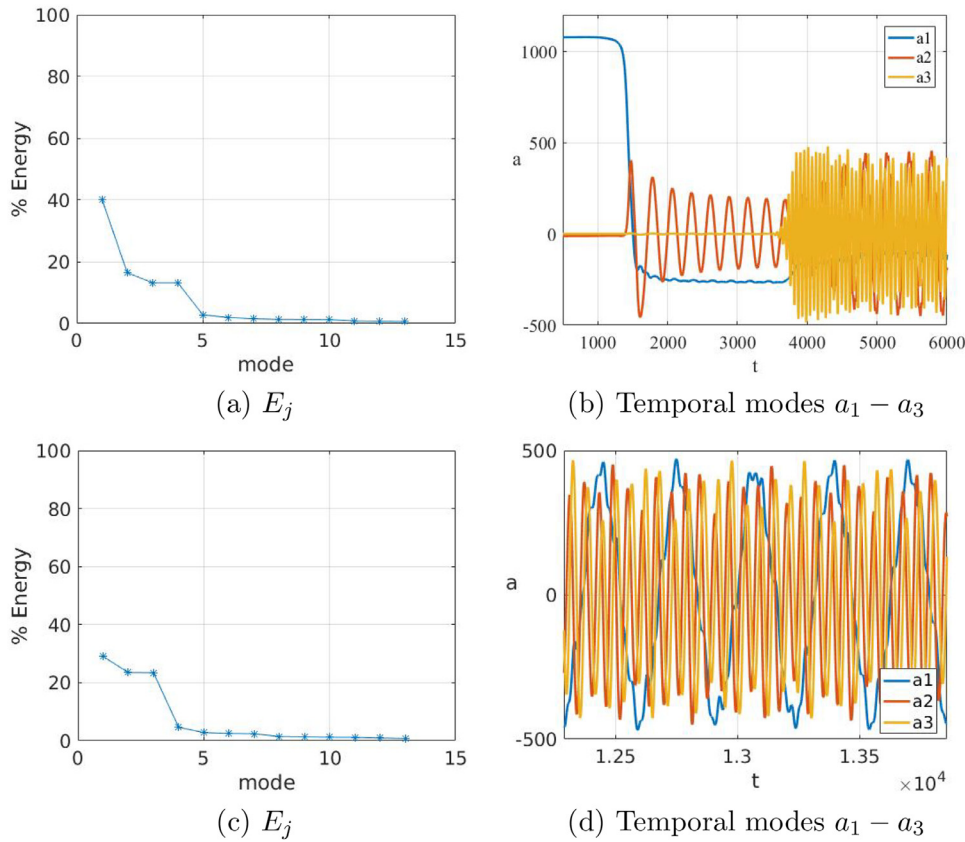 100
80
60
40
20
0
% Energy
0 5 10 15
mode
(a) E_j
1000
500
0
-500
a
a1
a2
a3
1000 2000 3000 4000 5000 6000
t
(b) Temporal modes a_1 − a_3
100
80
60
40
20
0
% Energy
0 5 10 15
mode
(c) E_j
500
0
-500
a
a1
a2
a3
1.25 1.3 1.35
t
×10^4
(d) Temporal modes a_1 − a_3